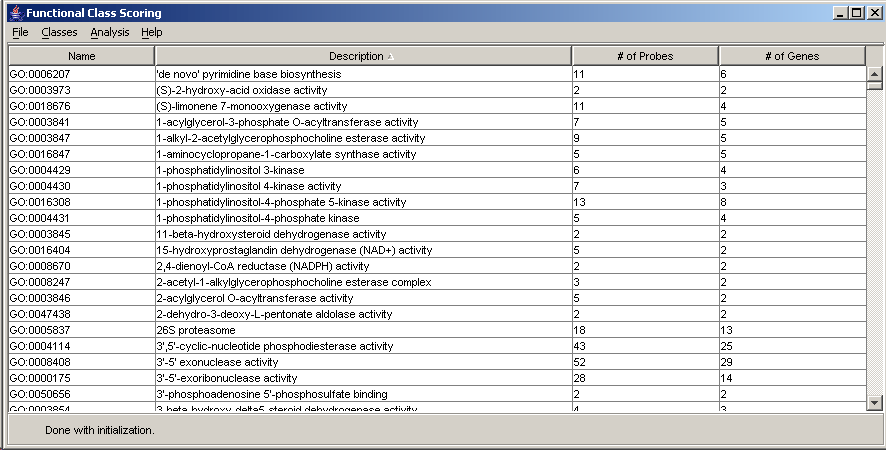 Functional Class Scoring
File Classes Analysis Help
Name Description # of Probes # of Genes
GO:0006207 'de novo' pyrimidine base biosynthesis 11 6
GO:0003973 (S)-2-hydroxy-acid oxidase activity 2 2
GO:0018676 (S)-limonene 7-monooxygenase activity 11 4
GO:0003841 1-acylglycerol-3-phosphate O-acyltransferase activity 7 5
GO:0003847 1-alkyl-2-acetylglycerophosphocholine esterase activity 9 5
GO:0016847 1-aminocyclopropane-1-carboxylate synthase activity 5 5
GO:0004429 1-phosphatidylinositol 3-kinase 6 4
GO:0004430 1-phosphatidylinositol 4-kinase activity 7 3
GO:0016308 1-phosphatidylinositol-4-phosphate 5-kinase activity 13 8
GO:0004431 1-phosphatidylinositol-4-phosphate kinase 5 4
GO:0003845 11-beta-hydroxysteroid dehydrogenase activity 2 2
GO:0016404 15-hydroxyprostaglandin dehydrogenase (NAD+) activity 5 2
GO:0008670 2,4-dienoyl-CoA reductase (NADPH) activity 2 2
GO:0008247 2-acetyl-1-alkylglycerophosphocholine esterase complex 3 2
GO:0003846 2-acylglycerol O-acyltransferase activity 5 2
GO:0047438 2-dehydro-3-deoxy-L-pentonate aldolase activity 2 2
GO:0005837 26S proteasome 18 13
GO:0004114 3',5'-cyclic-nucleotide phosphodiesterase activity 43 25
GO:0008408 3'-5' exonuclease activity 52 29
GO:0000175 3'-5'-exoribonuclease activity 28 14
GO:0050656 3'-phosphoadenosine 5'-phosphosulfate binding 2 2
GO:0003854 3-beta-hydroxy-delta5-steroid dehydrogenase activity 4 3
Done with initialization.